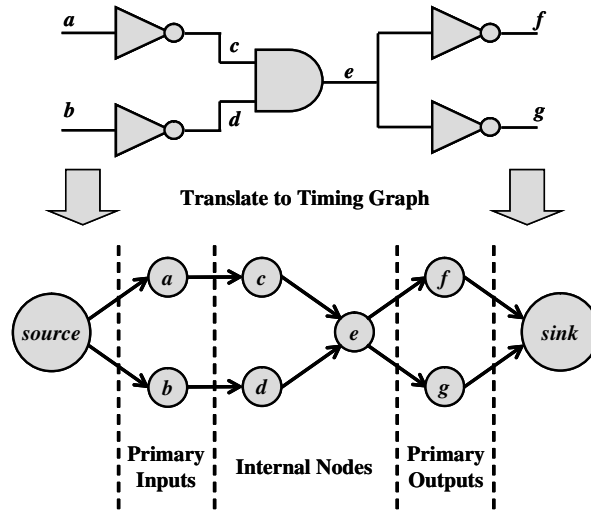 a
c
f
e
b
d
g
Translate to Timing Graph
a
c
f
source
e
sink
b
d
g
Primary
Inputs
Internal Nodes
Primary
Outputs